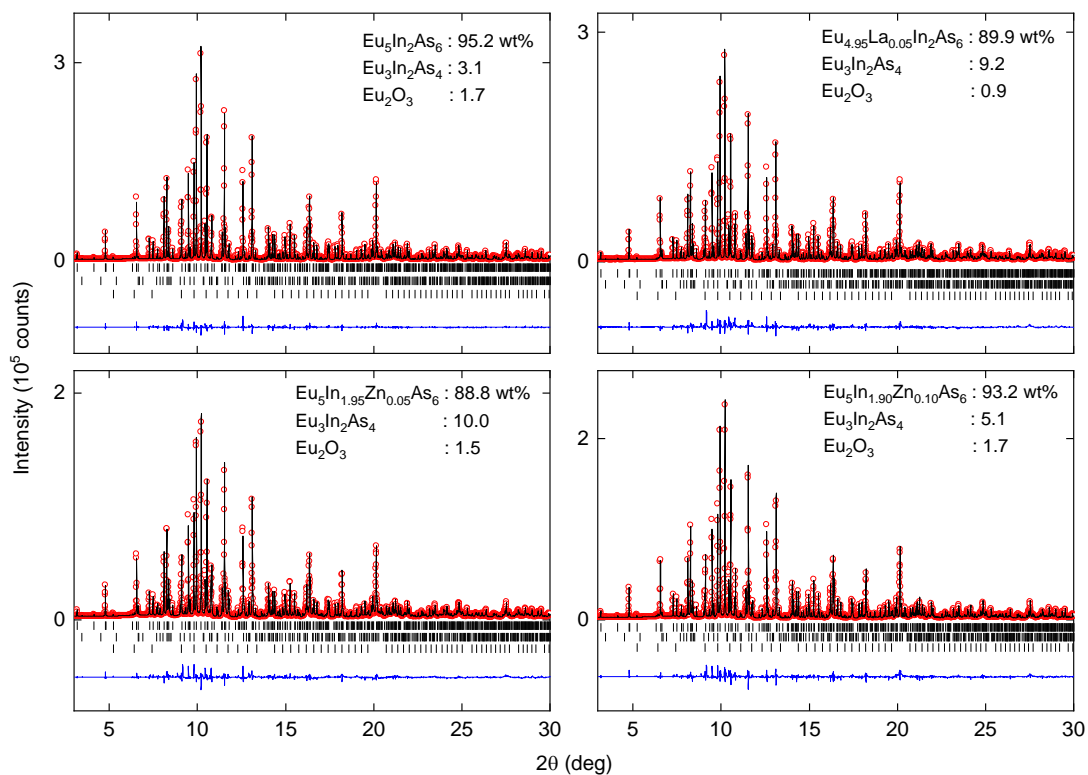 Eu5In2As6 : 95.2 wt%
Eu3In2As4 : 3.1
Eu2O3 : 1.7
3
0
Eu4.95La0.05In2As6 : 89.9 wt%
Eu3In2As4 : 9.2
Eu2O3 : 0.9
3
0
Eu5In1.95Zn0.05As6 : 88.8 wt%
Eu3In2As4 : 10.0
Eu2O3 : 1.5
2
0
5 10 15 20 25 30
Eu5In1.90Zn0.10As6 : 93.2 wt%
Eu3In2As4 : 5.1
Eu2O3 : 1.7
2
0
5 10 15 20 25 30
Intensity (10^5 counts)
2θ (deg)